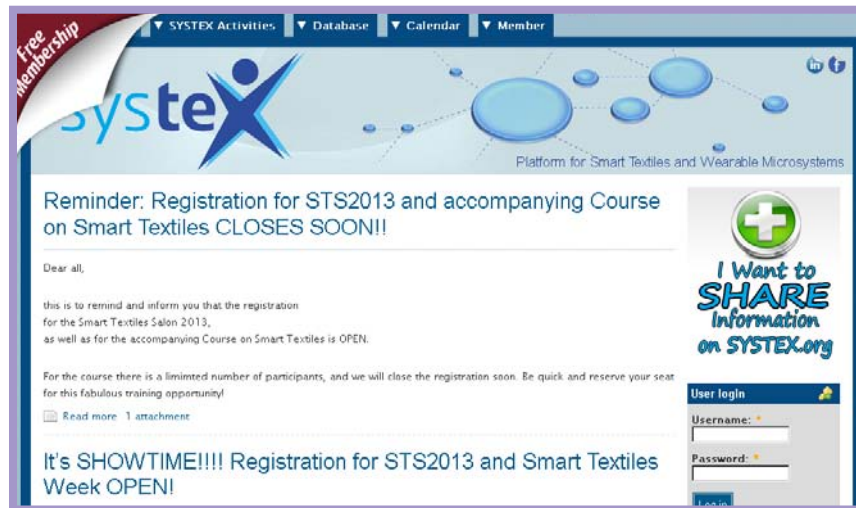 Free
Membership
▼ SYSTEX Activities ▼ Database ▼ Calendar ▼ Member
systex
in f
Platform for Smart Textiles and Wearable Microsystems
Reminder: Registration for STS2013 and accompanying Course
on Smart Textiles CLOSES SOON!!
Dear all,
this is to remind and inform you that the registration
for the Smart Textiles Salon 2013,
as well as for the accompanying Course on Smart Textiles is OPEN.
For the course there is a limimted number of participants, and we will close the registration soon. Be quick and reserve your seat
for this fabulous training opportunity!
Read more 1 attachment
It's SHOWTIME!!!! Registration for STS2013 and Smart Textiles
Week OPEN!
I Want to
SHARE
Information
on SYSTEX.org
User login
Username: *
Password: *
Log in